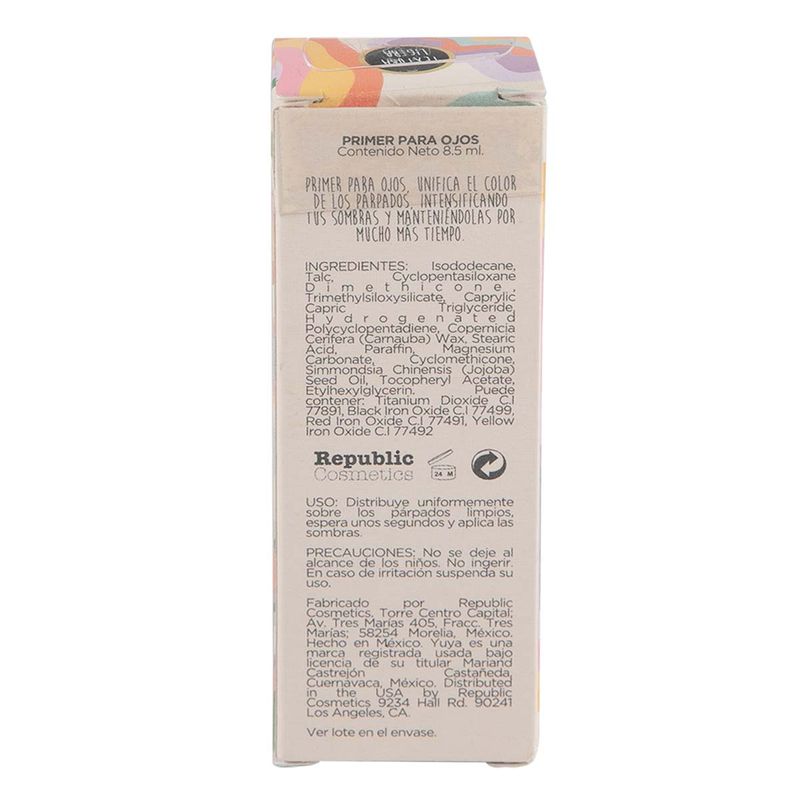 TEXTURA
LIGERA
PRIMER PARA OJOS
Contenido Neto 8.5 ml.
PRIMER PARA OJOS, UNIFICA EL COLOR
DE LOS PÁRPADOS, INTENSIFICANDO
TUS SOMBRAS Y MANTENIÉNDOLAS POR
MUCHO MÁS TIEMPO.
INGREDIENTES: Isododecane,
Talc, Cyclopentasiloxane
Dimethicone,
Trimethylsiloxysilicate, Caprylic
Capric Triglyceride,
Hydrogenated
Polycyclopentadiene, Copernicia
Cerifera (Carnauba) Wax, Stearic
Acid, Paraffin, Magnesium
Carbonate, Cyclomethicone,
Simmondsia Chinensis (Jojoba)
Seed Oil, Tocopheryl Acetate,
Etylhexylglycerin. Puede
contener: Titanium Dioxide C.I
77891, Black Iron Oxide C.I 77499,
Red Iron Oxide C.I 77491, Yellow
Iron Oxide C.I 77492
Republic
Cosmetics
24 M
USO: Distribuye uniformemente
sobre los párpados limpios,
espera unos segundos y aplica las
sombras.
PRECAUCIONES: No se deje al
alcance de los niños. No ingerir.
En caso de irritación suspenda su
uso.
Fabricado por Republic
Cosmetics. Torre Centro Capital;
Av. Tres Marías 405, Fracc. Tres
Marías; 58254 Morelia, México.
Hecho en México. Yuya es una
marca registrada usada bajo
licencia de su titular Mariand
Castrejón Castañeda,
Cuernavaca, México. Distributed
in the USA by Republic
Cosmetics 9234 Hall Rd. 90241
Los Angeles, CA.
Ver lote en el envase.